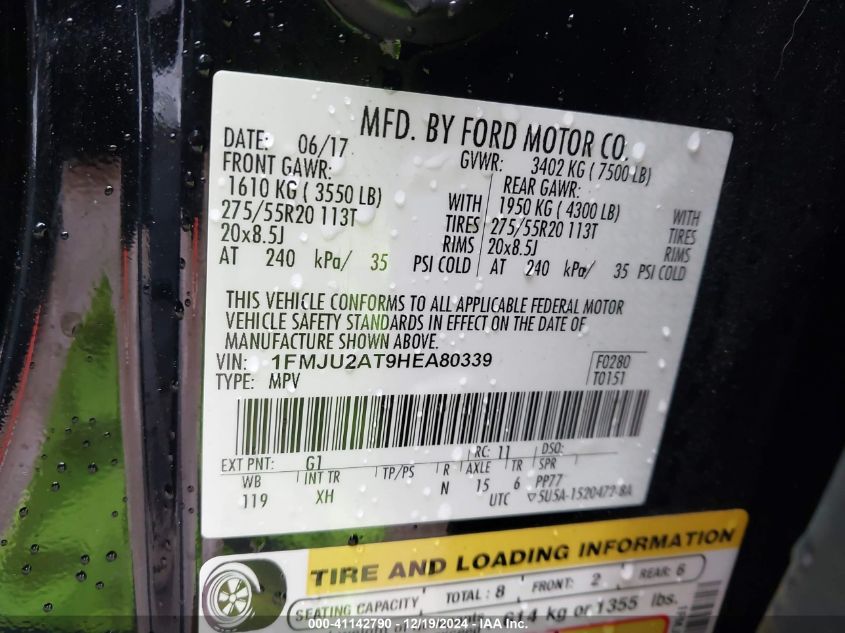 MFD. BY FORD MOTOR CO.
DATE: 06/17 GVWR: 3402 KG ( 7500 LB)
FRONT GAWR: REAR GAWR:
1610 KG ( 3550 LB) WITH 1950 KG ( 4300 LB) WITH
275/55R20 113T TIRES 275/55R20 113T TIRES
20x8.5J RIMS 20x8.5J RIMS
AT 240 kPa/ 35 PSI COLD AT 240 kPa/ 35 PSI COLD
THIS VEHICLE CONFORMS TO ALL APPLICABLE FEDERAL MOTOR
VEHICLE SAFETY STANDARDS IN EFFECT ON THE DATE OF
MANUFACTURE SHOWN ABOVE.
VIN: 1FMJU2AT9HEA80339 F0280
TYPE: MPV T0151
EXT PNT: G1 RC: 11 DSO:
WB INT TR TP/PS R AXLE TR SPR
119 XH N 15 6 PP77
UTC ▽5U5A-1520472-BA
TIRE AND LOADING INFORMATION
SEATING CAPACITY TOTAL : 8 FRONT: 2 REAR: 6
614 kg or 1355 lbs.
000-41142790 - 12/19/2024 - IAAI.com